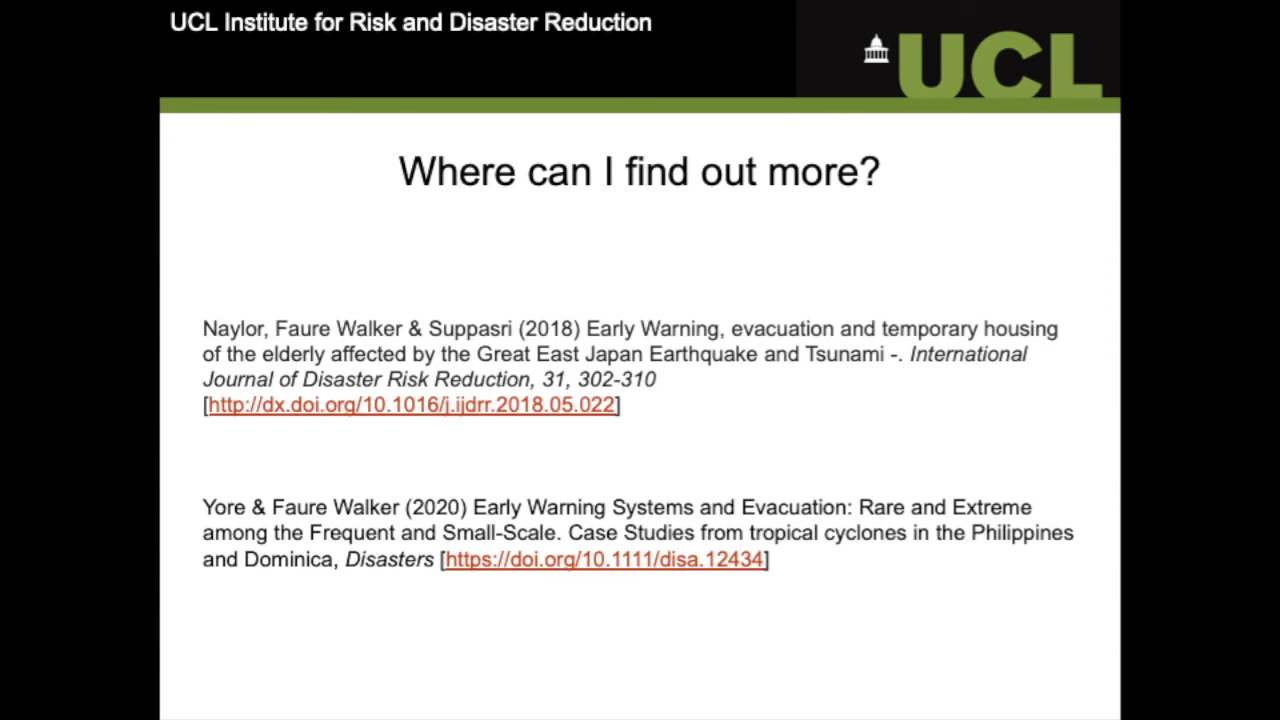 UCL Institute for Risk and Disaster Reduction
UCL
Where can I find out more?
Naylor, Faure Walker & Suppasri (2018) Early Warning, evacuation and temporary housing
of the elderly affected by the Great East Japan Earthquake and Tsunami -. International
Journal of Disaster Risk Reduction, 31, 302-310
[http://dx.doi.org/10.1016/j.ijdrr.2018.05.022]
Yore & Faure Walker (2020) Early Warning Systems and Evacuation: Rare and Extreme
among the Frequent and Small-Scale. Case Studies from tropical cyclones in the Philippines
and Dominica, Disasters [https://doi.org/10.1111/disa.12434]